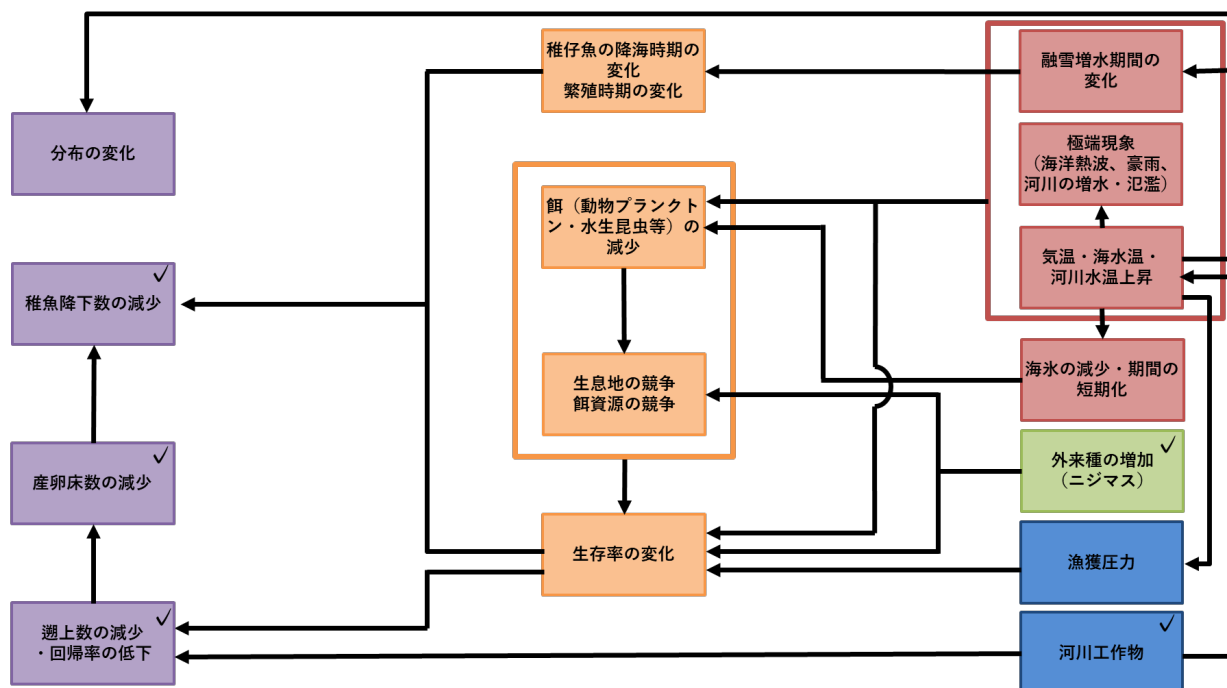 稚仔魚の降海時期の
変化
繁殖時期の変化
融雪増水期間の
変化
分布の変化
極端現象
（海洋熱波、豪雨、
河川の増水・氾濫）
餌（動物プランクト
ン・水生昆虫等）の
減少
気温・海水温・
河川水温上昇
稚魚降下数の減少
✓
海氷の減少・期間の
短期化
生息地の競争
餌資源の競争
産卵床数の減少
✓
外来種の増加
（ニジマス）
✓
生存率の変化
漁獲圧力
遡上数の減少
・回帰率の低下
✓
河川工作物
✓